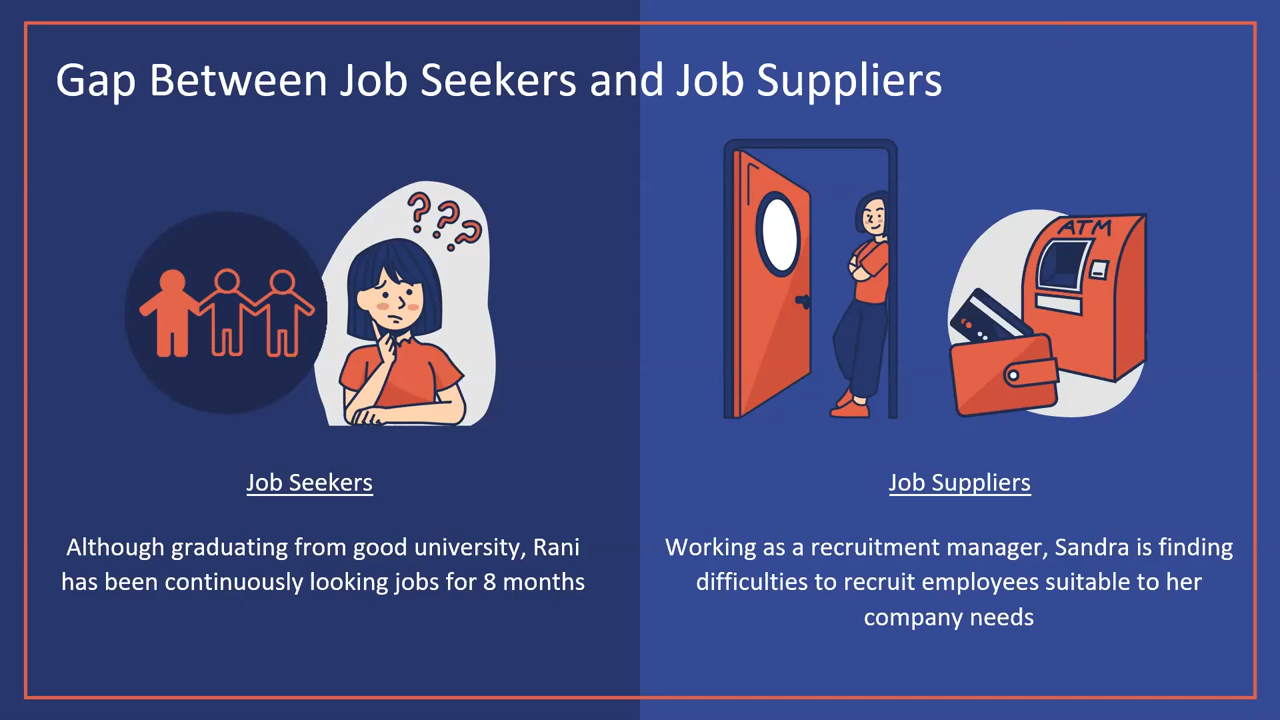 Gap Between Job Seekers and Job Suppliers
???
ATM
Job Seekers
Although graduating from good university, Rani
has been continuously looking jobs for 8 months
Job Suppliers
Working as a recruitment manager, Sandra is finding
difficulties to recruit employees suitable to her
company needs